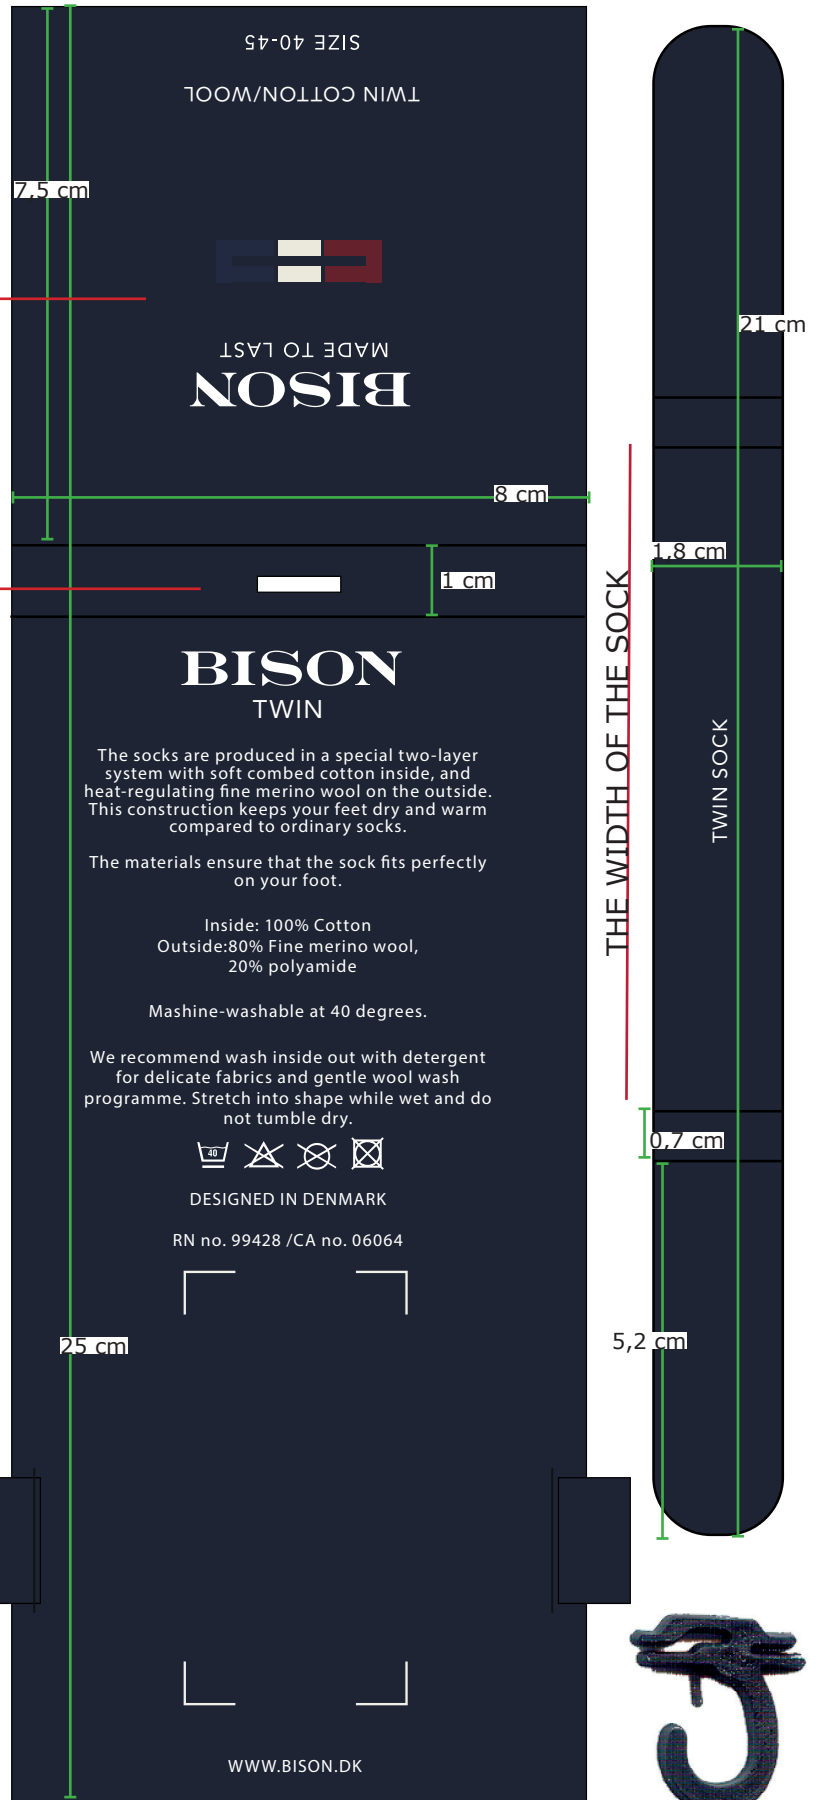 SIZE 40-45
TWIN COTTON/WOOL
7,5 cm
MADE TO LAST
BISON
8 cm
1 cm
BISON
TWIN
The socks are produced in a special two-layer
system with soft combed cotton inside, and
heat-regulating fine merino wool on the outside.
This construction keeps your feet dry and warm
compared to ordinary socks.
The materials ensure that the sock fits perfectly
on your foot.
Inside: 100% Cotton
Outside:80% Fine merino wool,
20% polyamide
Mashine-washable at 40 degrees.
We recommend wash inside out with detergent
for delicate fabrics and gentle wool wash
programme. Stretch into shape while wet and do
not tumble dry.
40
DESIGNED IN DENMARK
RN no. 99428 /CA no. 06064
25 cm
WWW.BISON.DK
THE WIDTH OF THE SOCK
21 cm
1,8 cm
TWIN SOCK
0,7 cm
5,2 cm